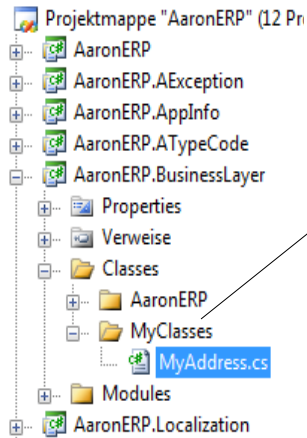 Projektmappe "AaronERP" (12 Pr
AaronERP
AaronERP.AException
AaronERP.AppInfo
AaronERP.ATypeCode
AaronERP.BusinessLayer
Properties
Verweise
Classes
AaronERP
MyClasses
MyAddress.cs
Modules
AaronERP.Localization